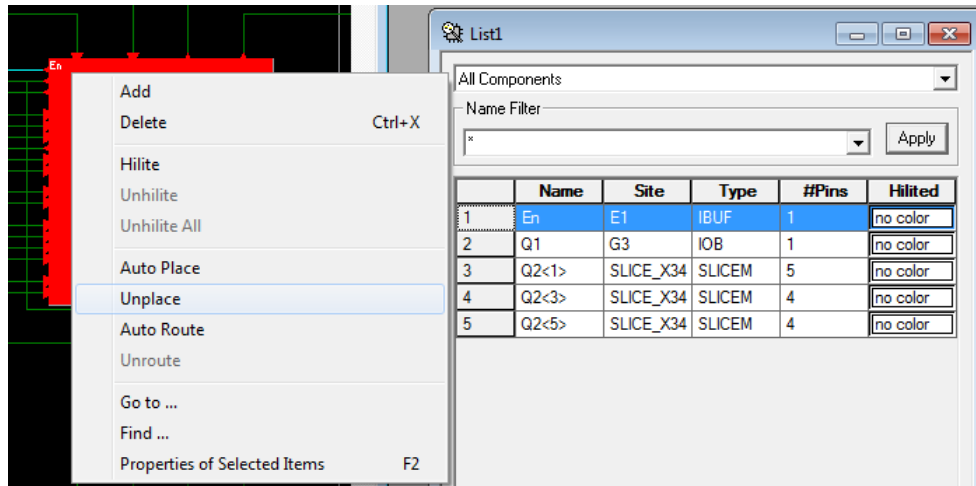 En
Add
Delete Ctrl+X
Hilite
Unhilite
Unhilite All
Auto Place
Unplace
Auto Route
Unroute
Go to ...
Find ...
Properties of Selected Items F2
List1
All Components
Name Filter
*
Apply
Name Site Type #Pins Hilited
1 En E1 IBUF 1 no color
2 Q1 G3 IOB 1 no color
3 Q2<1> SLICE_X34 SLICEM 5 no color
4 Q2<3> SLICE_X34 SLICEM 4 no color
5 Q2<5> SLICE_X34 SLICEM 4 no color